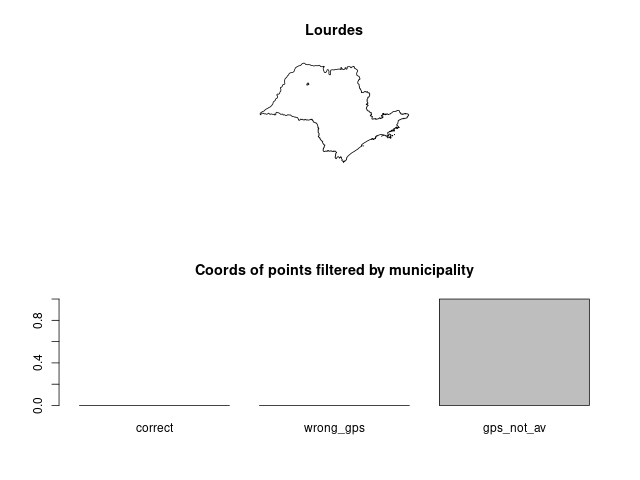 Lourdes
Coords of points filtered by municipality
0.8
0.4
0.0
correct wrong_gps gps_not_av